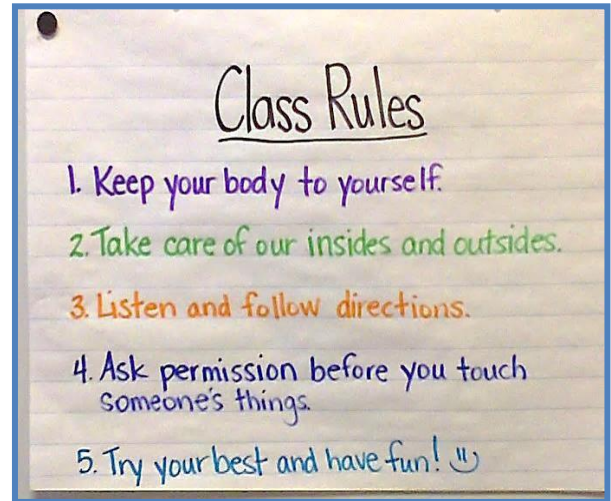 Class Rules
1. Keep your body to yourself.
2. Take care of our insides and outsides.
3. Listen and follow directions.
4. Ask permission before you touch
someone's things.
5. Try your best and have fun!